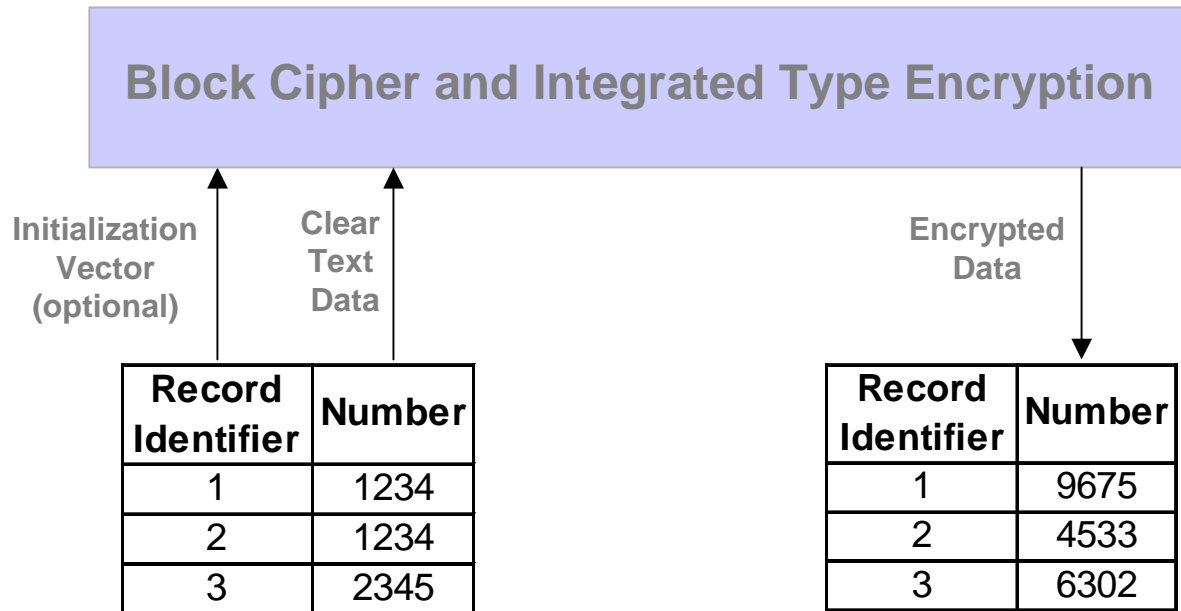 Block Cipher and Integrated Type Encryption
Initialization
Vector
(optional)
Clear
Text
Data
Encrypted
Data
Record
Identifier
Number
1
1234
2
1234
3
2345
Record
Identifier
Number
1
9675
2
4533
3
6302